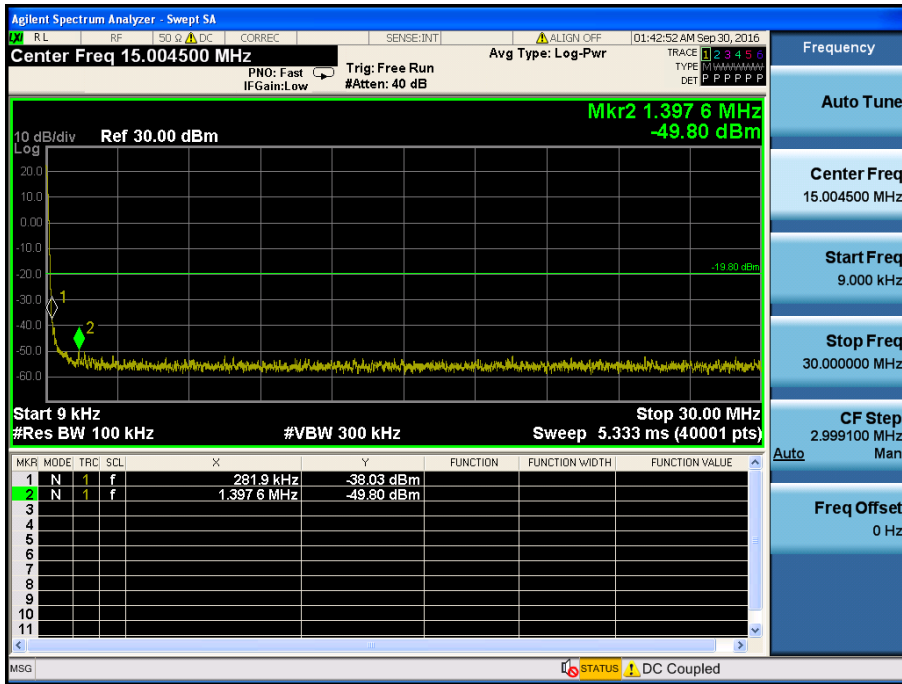 Agilent Spectrum Analyzer - Swept SA
LXI RL RF 50 Ω DC CORREC SENSE:INT ALIGN OFF 01:42:52 AM Sep 30, 2016
Center Freq 15.004500 MHz
PNO: Fast
IFGain:Low
Trig: Free Run
#Atten: 40 dB
Avg Type: Log-Pwr
TRACE 1 2 3 4 5 6
TYPE MWWWWW
DET P P P P P P
Mkr2 1.397 6 MHz
-49.80 dBm
10 dB/div Ref 30.00 dBm
Log
20.0
10.0
0.00
-10.0
-20.0
-30.0
-40.0
-50.0
-60.0
-19.80 dBm
1
2
Start 9 kHz Stop 30.00 MHz
#Res BW 100 kHz #VBW 300 kHz Sweep 5.333 ms (40001 pts)
MKR MODE TRC SCL X Y FUNCTION FUNCTION WIDTH FUNCTION VALUE
1 N 1 f 281.9 kHz -38.03 dBm
2 N 1 f 1.397 6 MHz -49.80 dBm
3
4
5
6
7
8
9
10
11
MSG STATUS DC Coupled
Frequency
Auto Tune
Center Freq
15.004500 MHz
Start Freq
9.000 kHz
Stop Freq
30.000000 MHz
CF Step
2.999100 MHz
Auto Man
Freq Offset
0 Hz